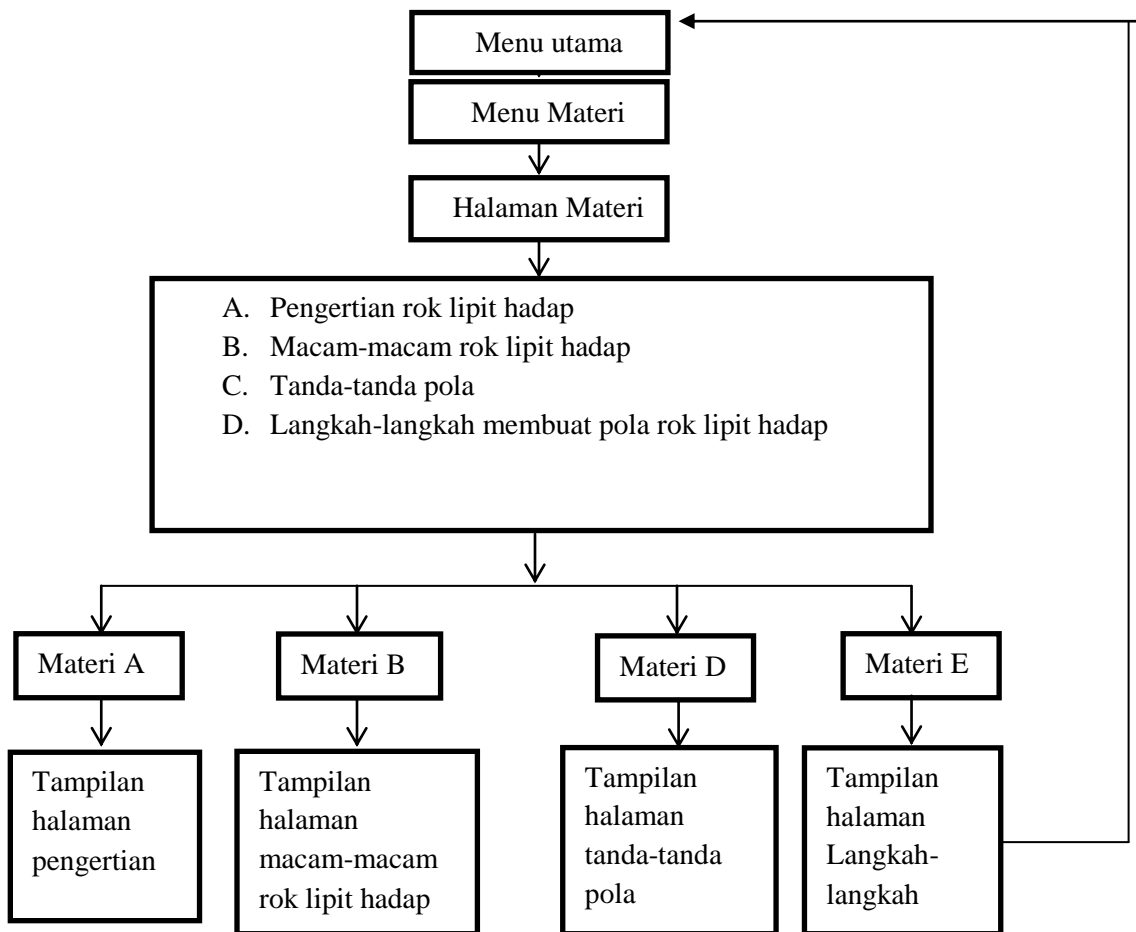 Menu utama
Menu Materi
Halaman Materi
A. Pengertian rok lipit hadap
B. Macam-macam rok lipit hadap
C. Tanda-tanda pola
D. Langkah-langkah membuat pola rok lipit hadap
Materi A
Materi B
Materi D
Materi E
Tampilan
halaman
pengertian
Tampilan
halaman
macam-macam
rok lipit hadap
Tampilan
halaman
tanda-tanda
pola
Tampilan
halaman
Langkah-
langkah